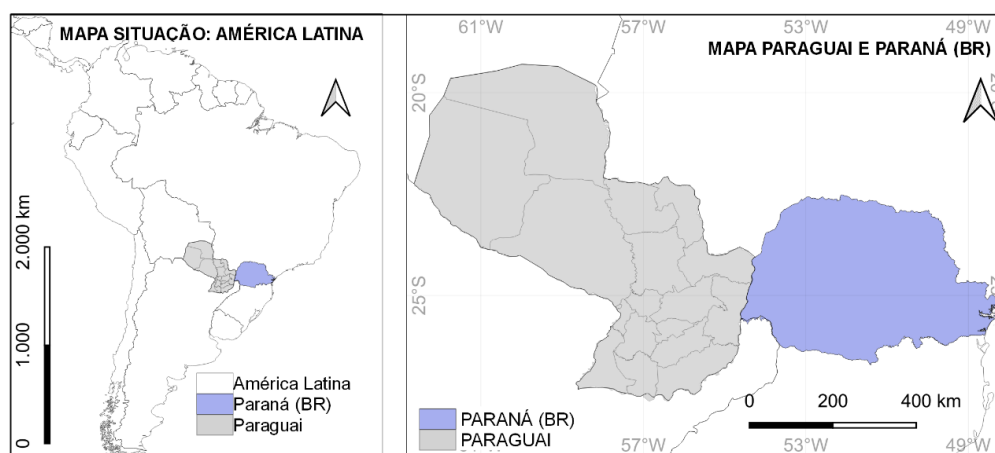 MAPA SITUAÇÃO: AMÉRICA LATINA
2.000 km
1.000
0
América Latina
Paraná (BR)
Paraguai
61°W
57°W
53°W
49°W
MAPA PARAGUAI E PARANÁ (BR)
20°S
25°S
PARANÁ (BR)
PARAGUAI
0 200 400 km
57°W
53°W
49°W